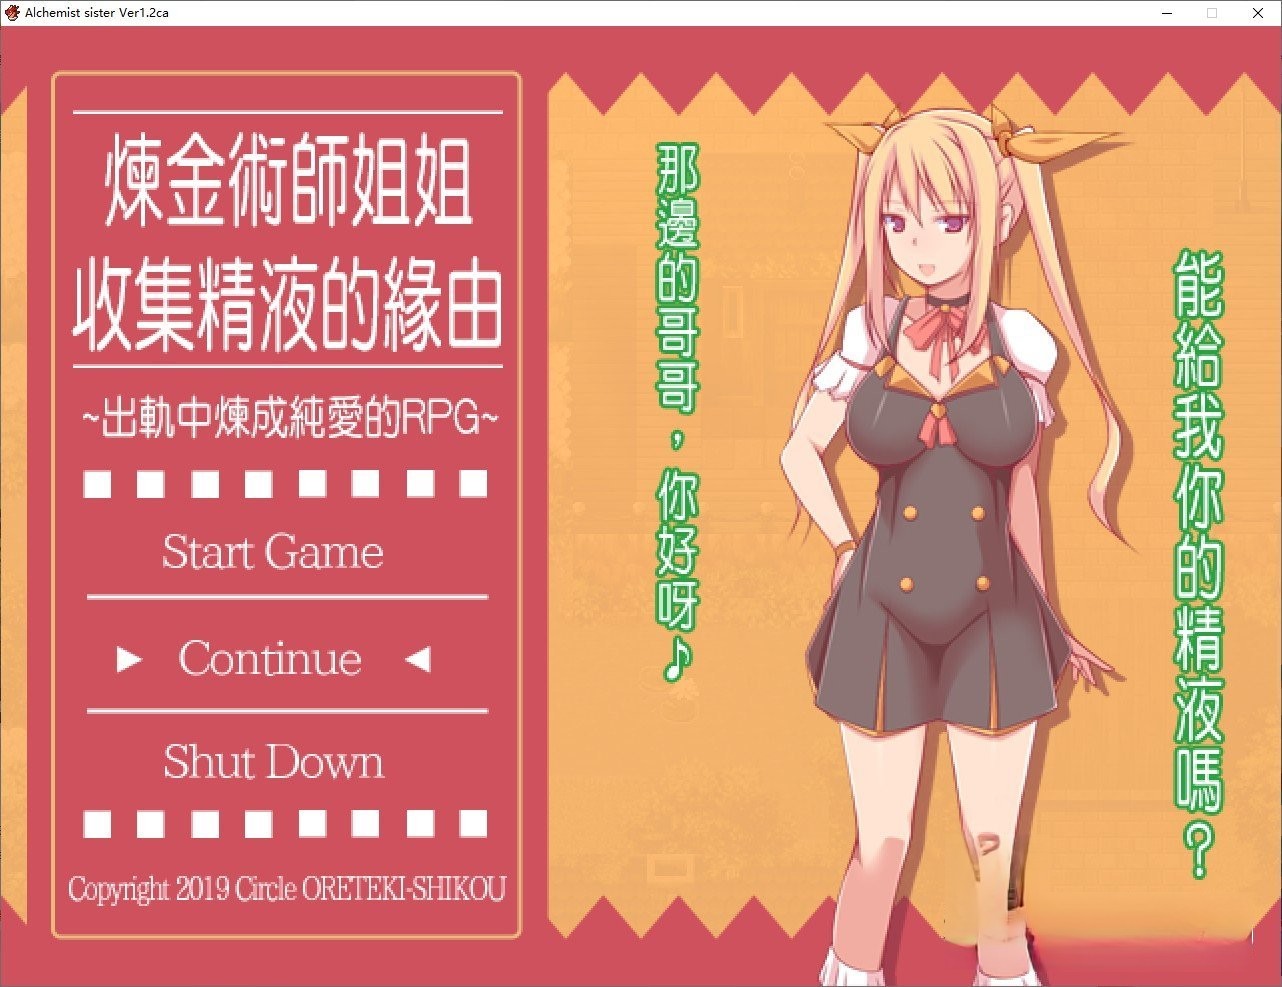 Alchemist sister Ver1.2ca
煉金術師姐姐
收集精液的緣由
~出軌中煉成純愛的RPG~
Start Game
Continue
Shut Down
Copyright 2019 Circle ORETEKI-SHIKOU
那邊的哥哥，你好呀♪
能給我你的精液嗎？